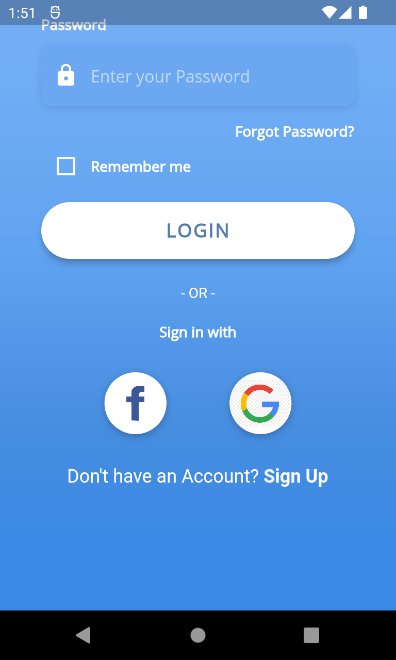 1:51
Password
Enter your Password
Forgot Password?
Remember me
LOGIN
- OR -
Sign in with
f
G
Don't have an Account? Sign Up